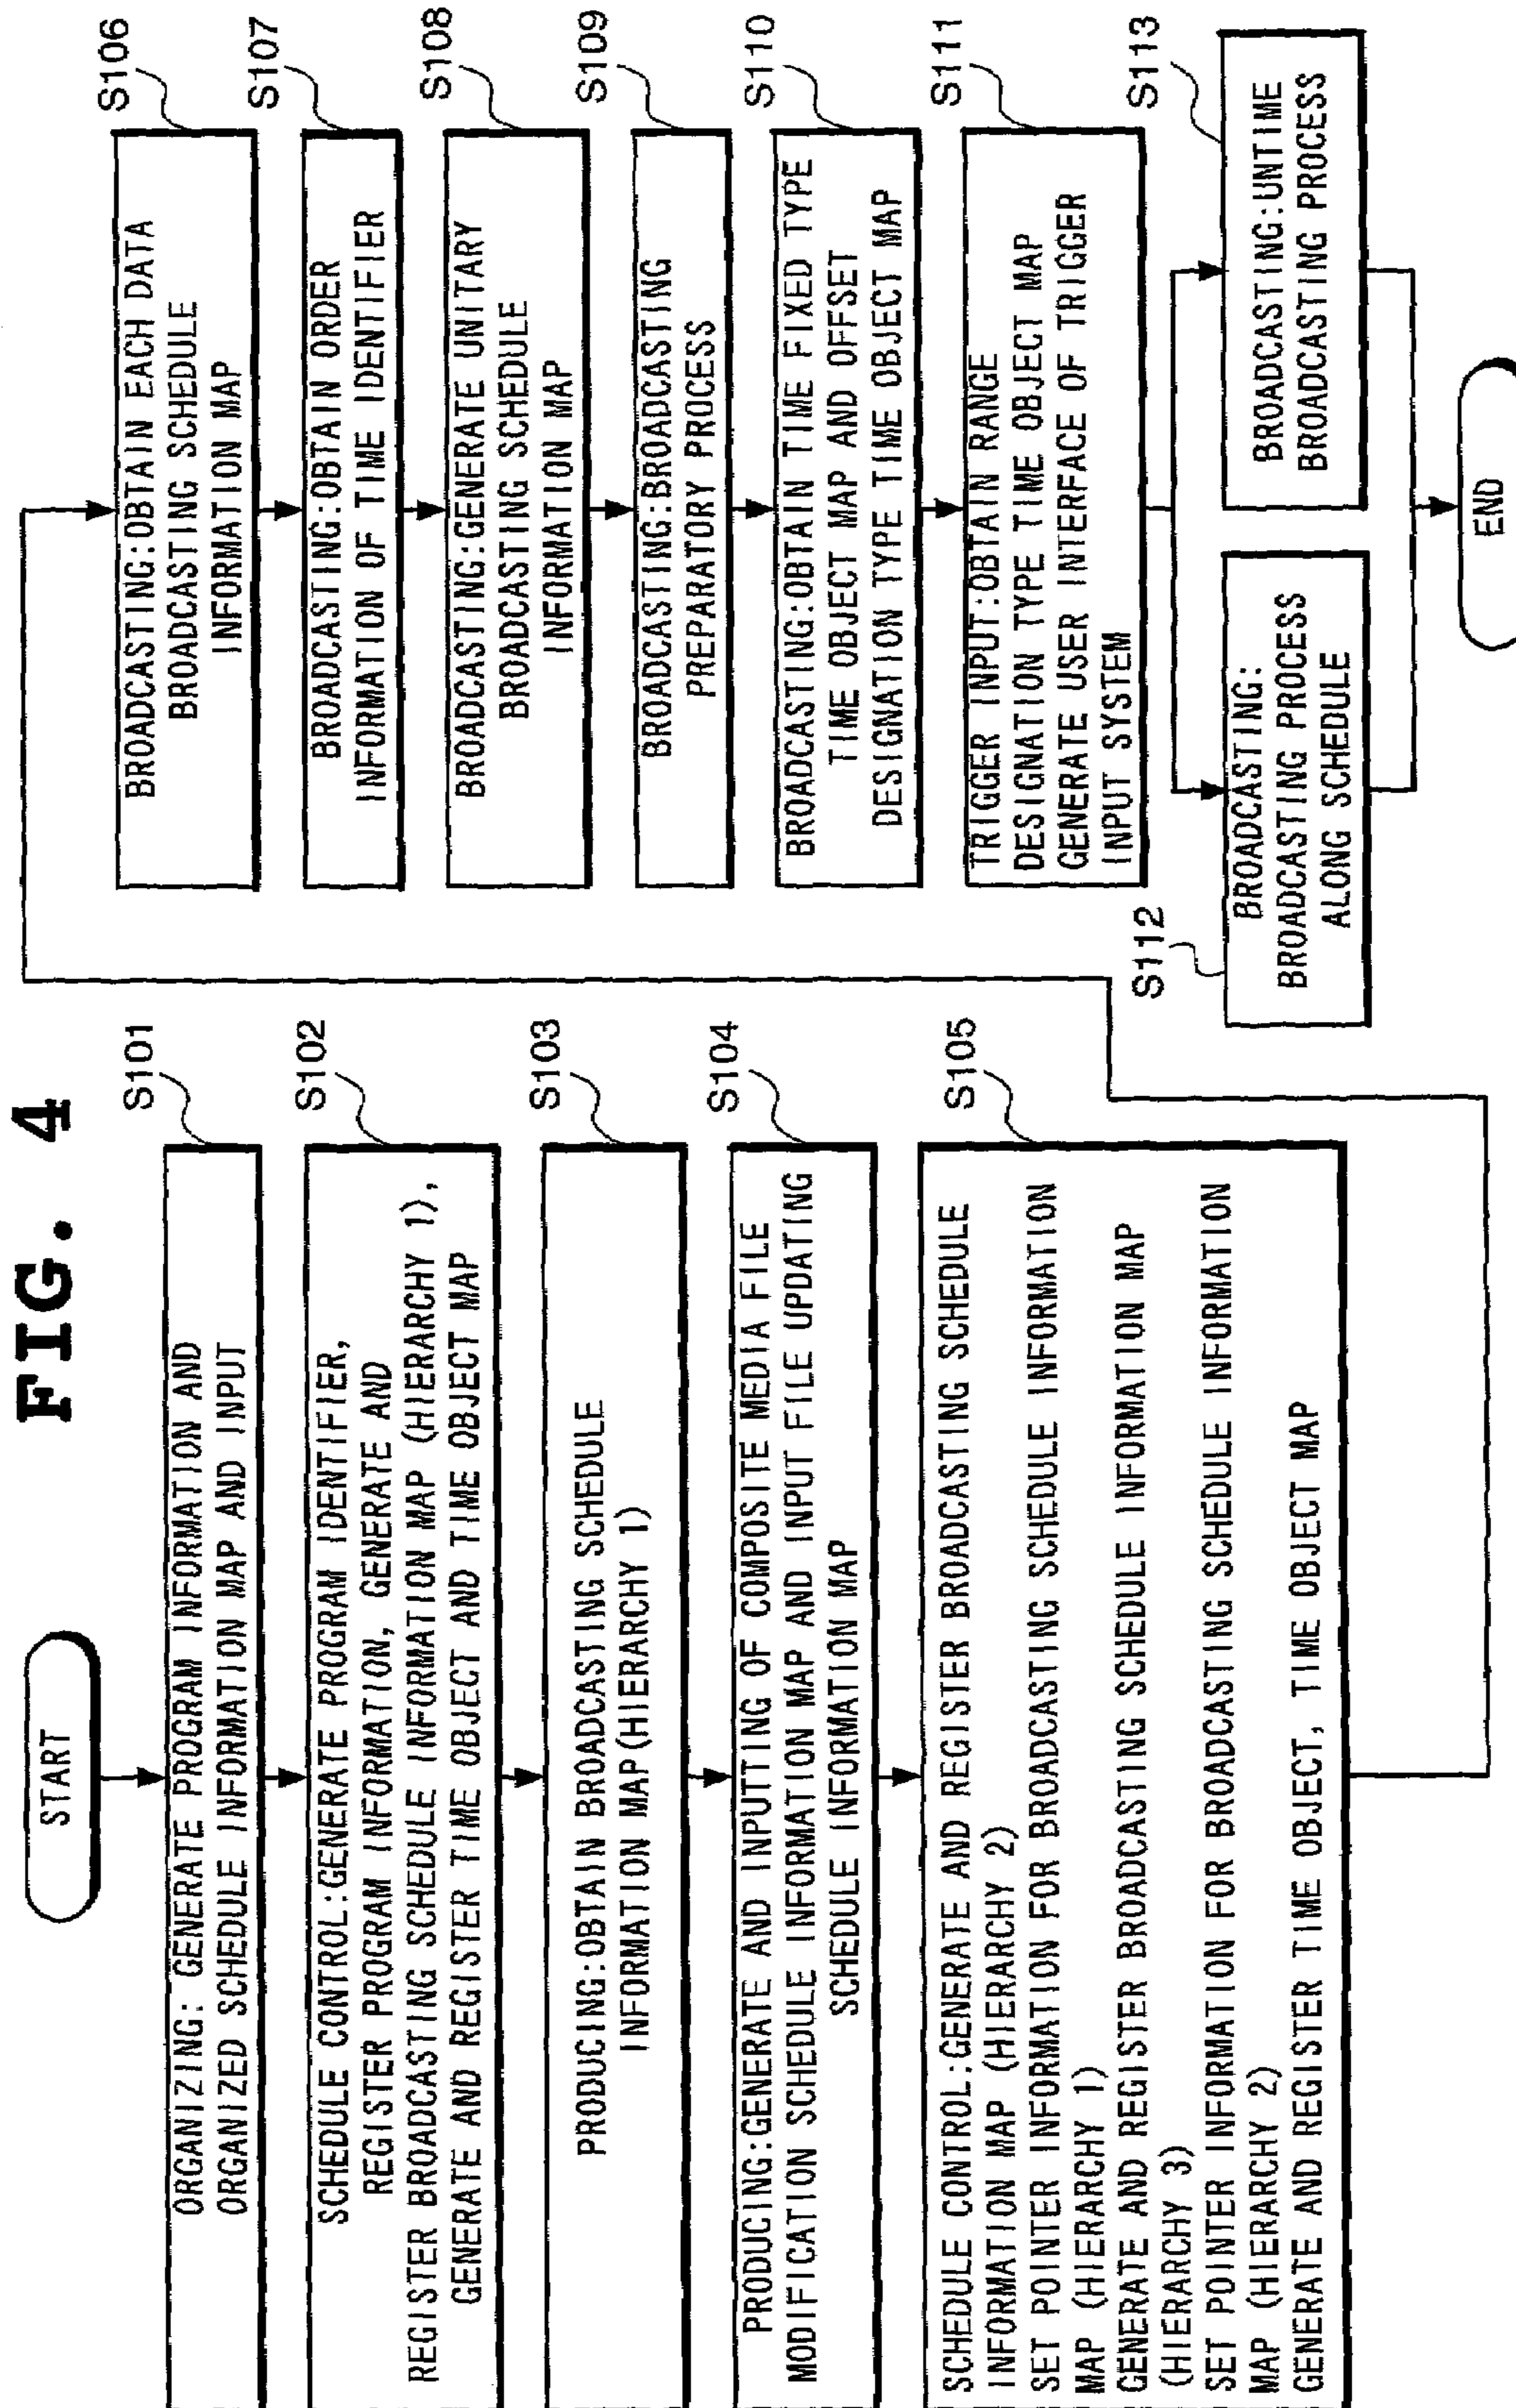 FIG. 4
START
S101
ORGANIZING: GENERATE PROGRAM INFORMATION AND
ORGANIZED SCHEDULE INFORMATION MAP AND INPUT
S102
SCHEDULE CONTROL:GENERATE PROGRAM IDENTIFIER,
REGISTER PROGRAM INFORMATION, GENERATE AND
REGISTER BROADCASTING SCHEDULE INFORMATION MAP (HIERARCHY 1),
GENERATE AND REGISTER TIME OBJECT AND TIME OBJECT MAP
S103
PRODUCING:OBTAIN BROADCASTING SCHEDULE
INFORMATION MAP(HIERARCHY 1)
S104
PRODUCING:GENERATE AND INPUTTING OF COMPOSITE MEDIA FILE
MODIFICATION SCHEDULE INFORMATION MAP AND INPUT FILE UPDATING
SCHEDULE INFORMATION MAP
S105
SCHEDULE CONTROL:GENERATE AND REGISTER BROADCASTING SCHEDULE
INFORMATION MAP (HIERARCHY 2)
SET POINTER INFORMATION FOR BROADCASTING SCHEDULE INFORMATION
MAP (HIERARCHY 1)
GENERATE AND REGISTER BROADCASTING SCHEDULE INFORMATION MAP
(HIERARCHY 3)
SET POINTER INFORMATION FOR BROADCASTING SCHEDULE INFORMATION
MAP (HIERARCHY 2)
GENERATE AND REGISTER TIME OBJECT, TIME OBJECT MAP
S106
BROADCASTING:OBTAIN EACH DATA
BROADCASTING SCHEDULE
INFORMATION MAP
S107
BROADCASTING:OBTAIN ORDER
INFORMATION OF TIME IDENTIFIER
S108
BROADCASTING:GENERATE UNITARY
BROADCASTING SCHEDULE
INFORMATION MAP
S109
BROADCASTING:BROADCASTING
PREPARATORY PROCESS
S110
BROADCASTING:OBTAIN TIME FIXED TYPE
TIME OBJECT MAP AND OFFSET
DESIGNATION TYPE TIME OBJECT MAP
S111
TRIGGER INPUT:OBTAIN RANGE
DESIGNATION TYPE TIME OBJECT MAP
GENERATE USER INTERFACE OF TRIGGER
INPUT SYSTEM
S112
BROADCASTING:
BROADCASTING PROCESS
ALONG SCHEDULE
S113
BROADCASTING:UNTIME
BROADCASTING PROCESS
END